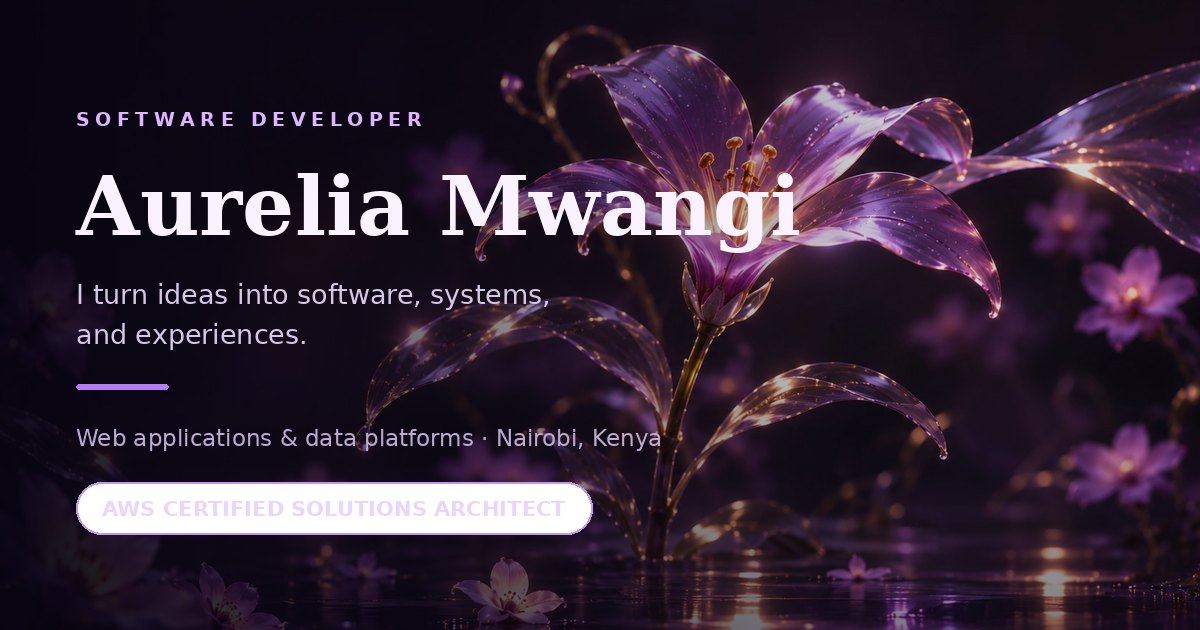 SOFTWARE DEVELOPER
Aurelia Mwangi
I turn ideas into software, systems,
and experiences.
Web applications & data platforms · Nairobi, Kenya
AWS CERTIFIED SOLUTIONS ARCHITECT